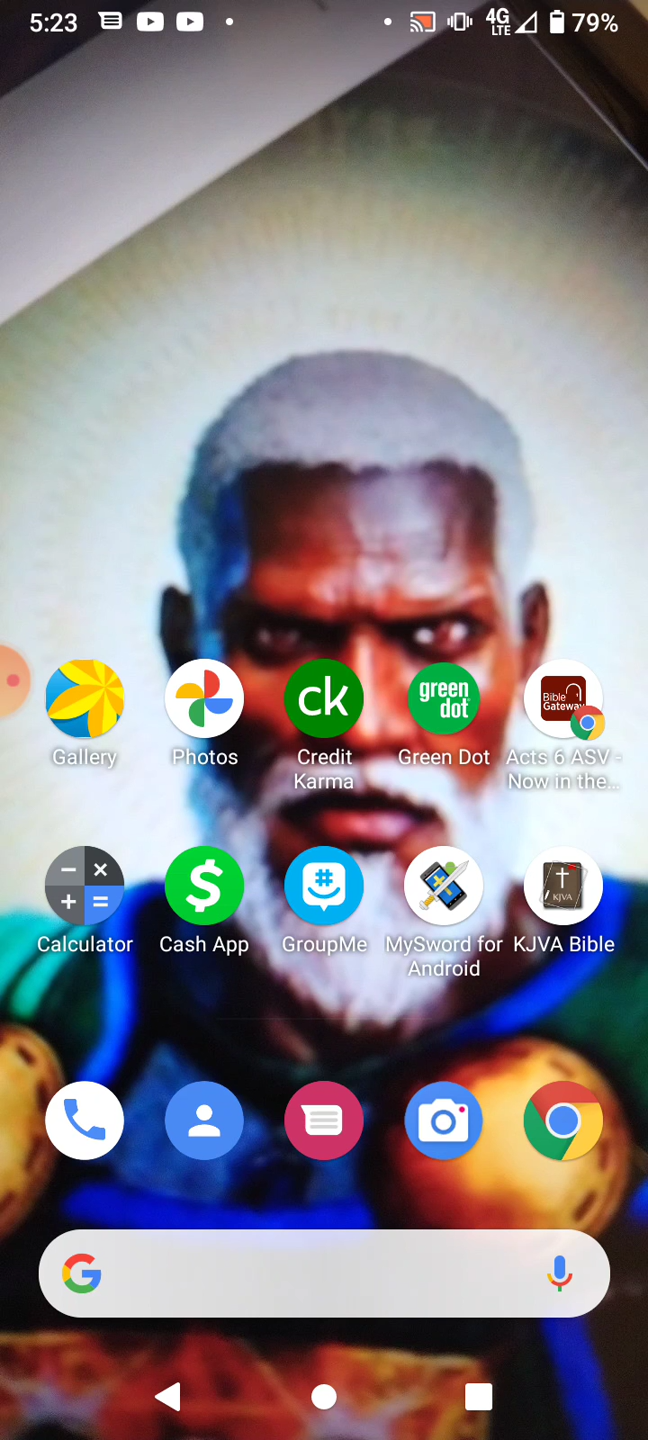 5:23
4G
LTE
79%
ck
green
dot
Bible
Gateway
Gallery
Photos
Credit
Karma
Green Dot
Acts 6 ASV -
Now in the...
$
#
KJVA
Calculator
Cash App
GroupMe
MySword for
Android
KJVA Bible
G